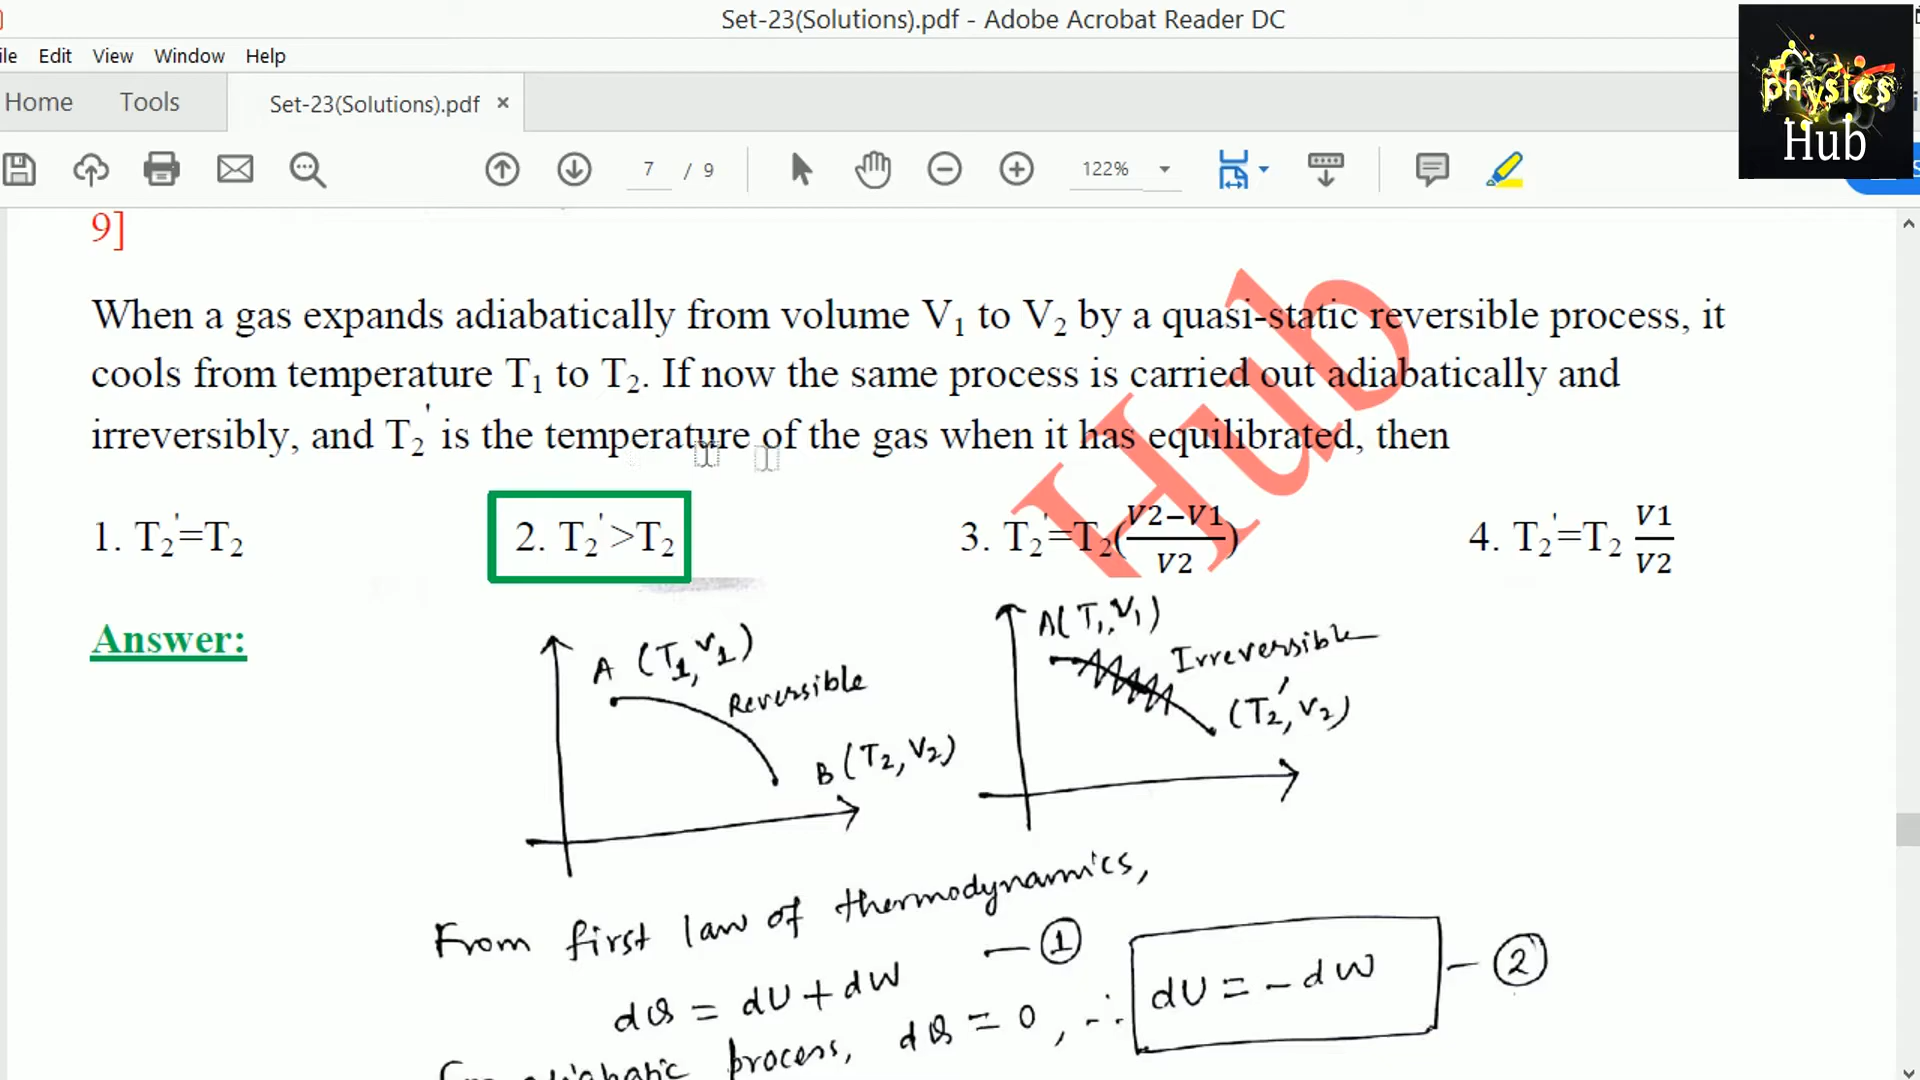 Set-23(Solutions).pdf - Adobe Acrobat Reader DC
ile Edit View Window Help
Home Tools Set-23(Solutions).pdf ×
7 / 9 122%
physics
Hub
9]
When a gas expands adiabatically from volume V₁ to V₂ by a quasi-static reversible process, it
cools from temperature T₁ to T₂. If now the same process is carried out adiabatically and
irreversibly, and T₂' is the temperature of the gas when it has equilibrated, then
1. T₂'=T₂ 2. T₂'>T₂ 3. T₂'=T₂(V2−V1/V2) 4. T₂'=T₂ V1/V2
Hub
Answer:
A (T₁, V₁)
Reversible
B (T₂, V₂)
A(T₁, V₁)
Irreversible
(T₂', V₂)
From first law of thermodynamics,
dQ = dU + dW — ①
process, dQ = 0, ∴ dU = - dW — ②